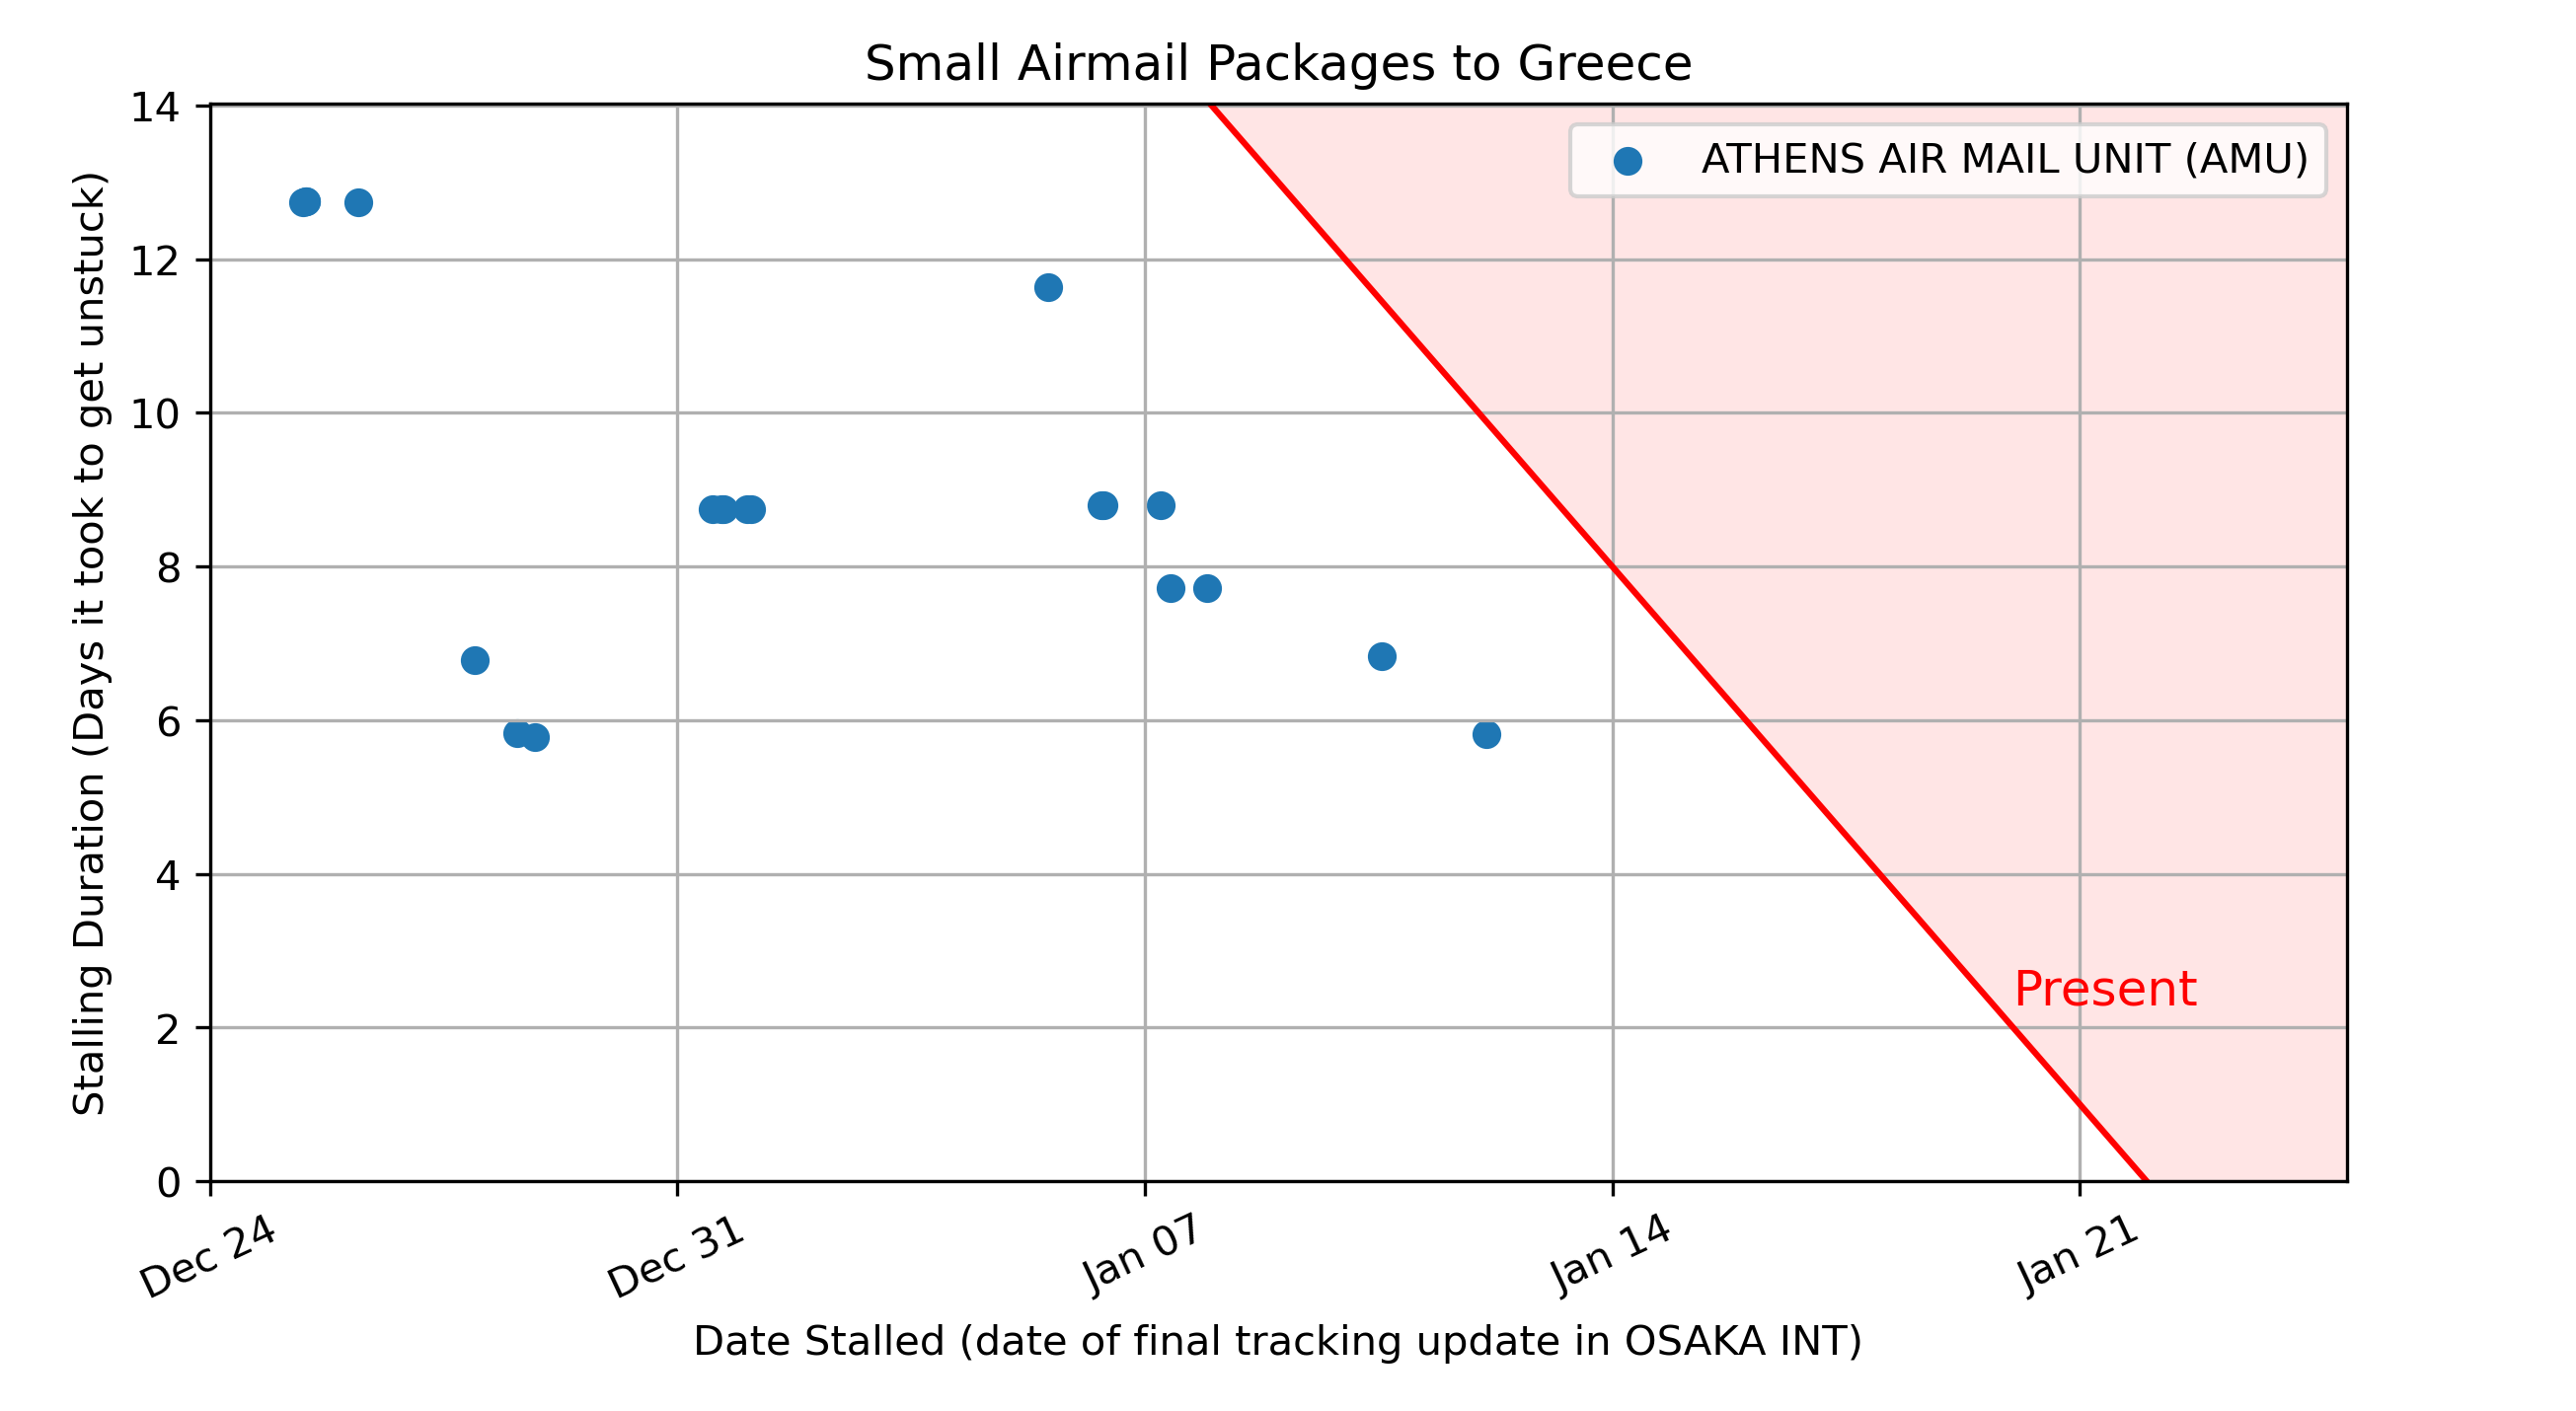 Small Airmail Packages to Greece
14
12
10
8
6
4
2
0
Stalling Duration (Days it took to get unstuck)
ATHENS AIR MAIL UNIT (AMU)
Present
Dec 24
Dec 31
Jan 07
Jan 14
Jan 21
Date Stalled (date of final tracking update in OSAKA INT)